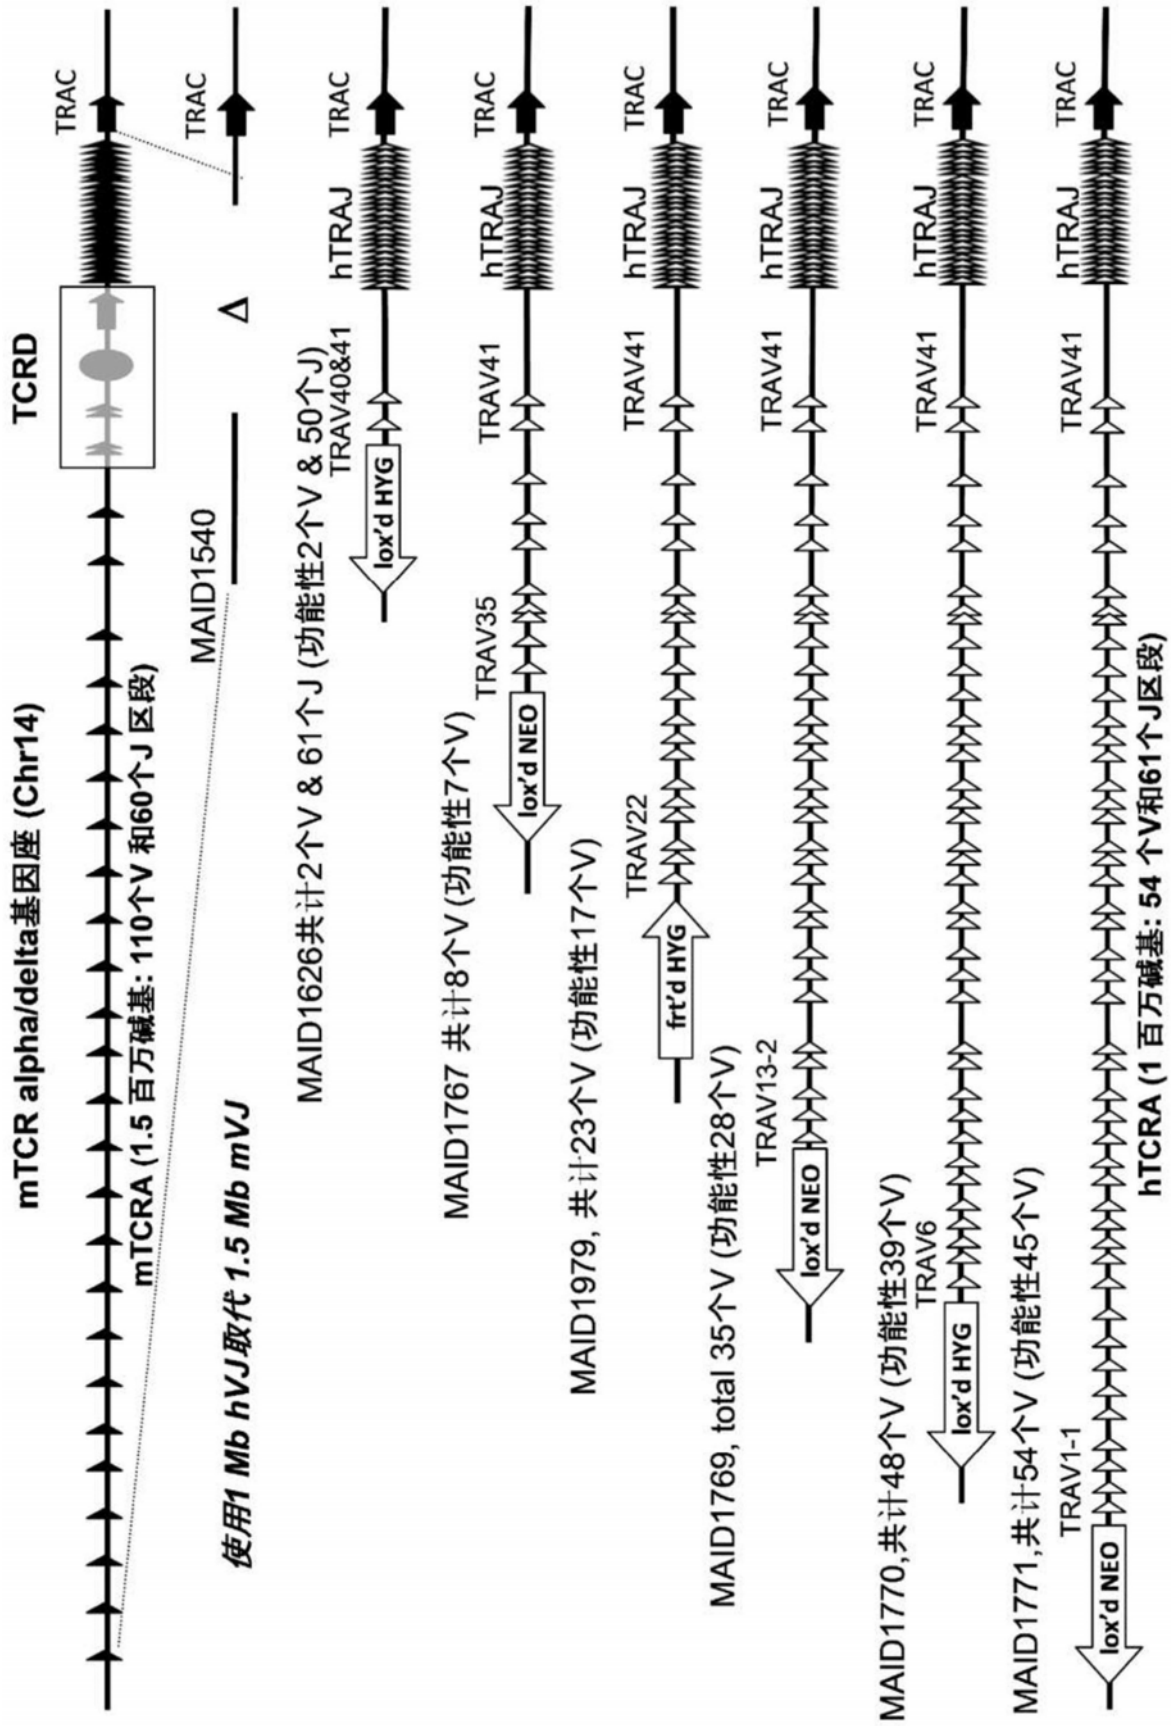 mTCR alpha/delta基因座 (Chr14)
TCRD
TRAC
mTCRA (1.5 百万碱基: 110个V 和60个J 区段)
MAID1540
Δ
TRAC
使用1 Mb hVJ取代 1.5 Mb mVJ
MAID1626共计2个V & 61个J (功能性2个V & 50个J)
TRAV40&41
hTRAJ
TRAC
lox'd HYG
MAID1767 共计8个V (功能性7个V)
TRAV35
TRAV41
hTRAJ
TRAC
lox'd NEO
MAID1979, 共计23个V (功能性17个V)
TRAV22
TRAV41
hTRAJ
TRAC
frt'd HYG
MAID1769, total 35个V (功能性28个V)
TRAV13-2
TRAV41
hTRAJ
TRAC
lox'd NEO
MAID1770,共计48个V (功能性39个V)
TRAV6
TRAV41
hTRAJ
TRAC
lox'd HYG
MAID1771,共计54个V (功能性45个V)
TRAV1-1
TRAV41
hTRAJ
TRAC
lox'd NEO
hTCRA (1 百万碱基: 54 个V和61个J区段)